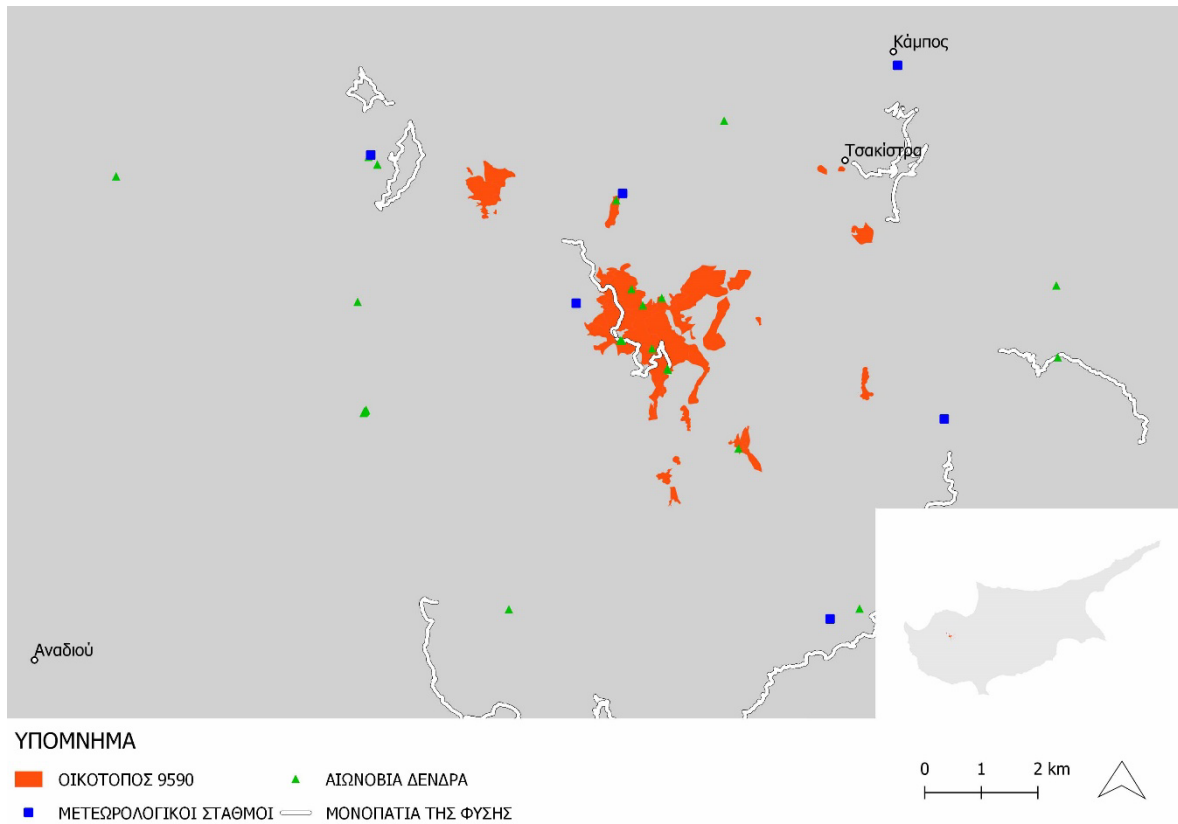 Κάμπος
Τσακίστρα
Αναδιού
ΥΠΟΜΝΗΜΑ
ΟΙΚΟΤΟΠΟΣ 9590
ΑΙΩΝΟΒΙΑ ΔΕΝΔΡΑ
ΜΕΤΕΩΡΟΛΟΓΙΚΟΙ ΣΤΑΘΜΟΙ
ΜΟΝΟΠΑΤΙΑ ΤΗΣ ΦΥΣΗΣ
0 1 2 km